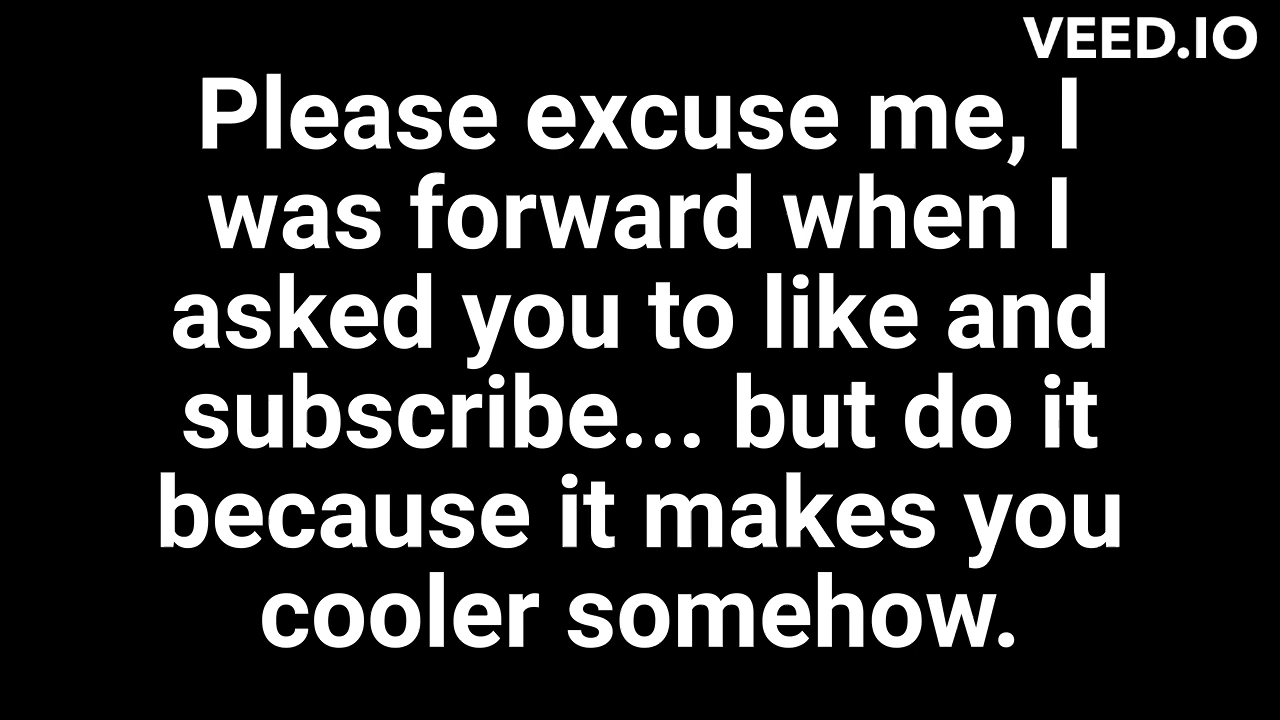 VEED.IO
Please excuse me, I
was forward when I
asked you to like and
subscribe... but do it
because it makes you
cooler somehow.